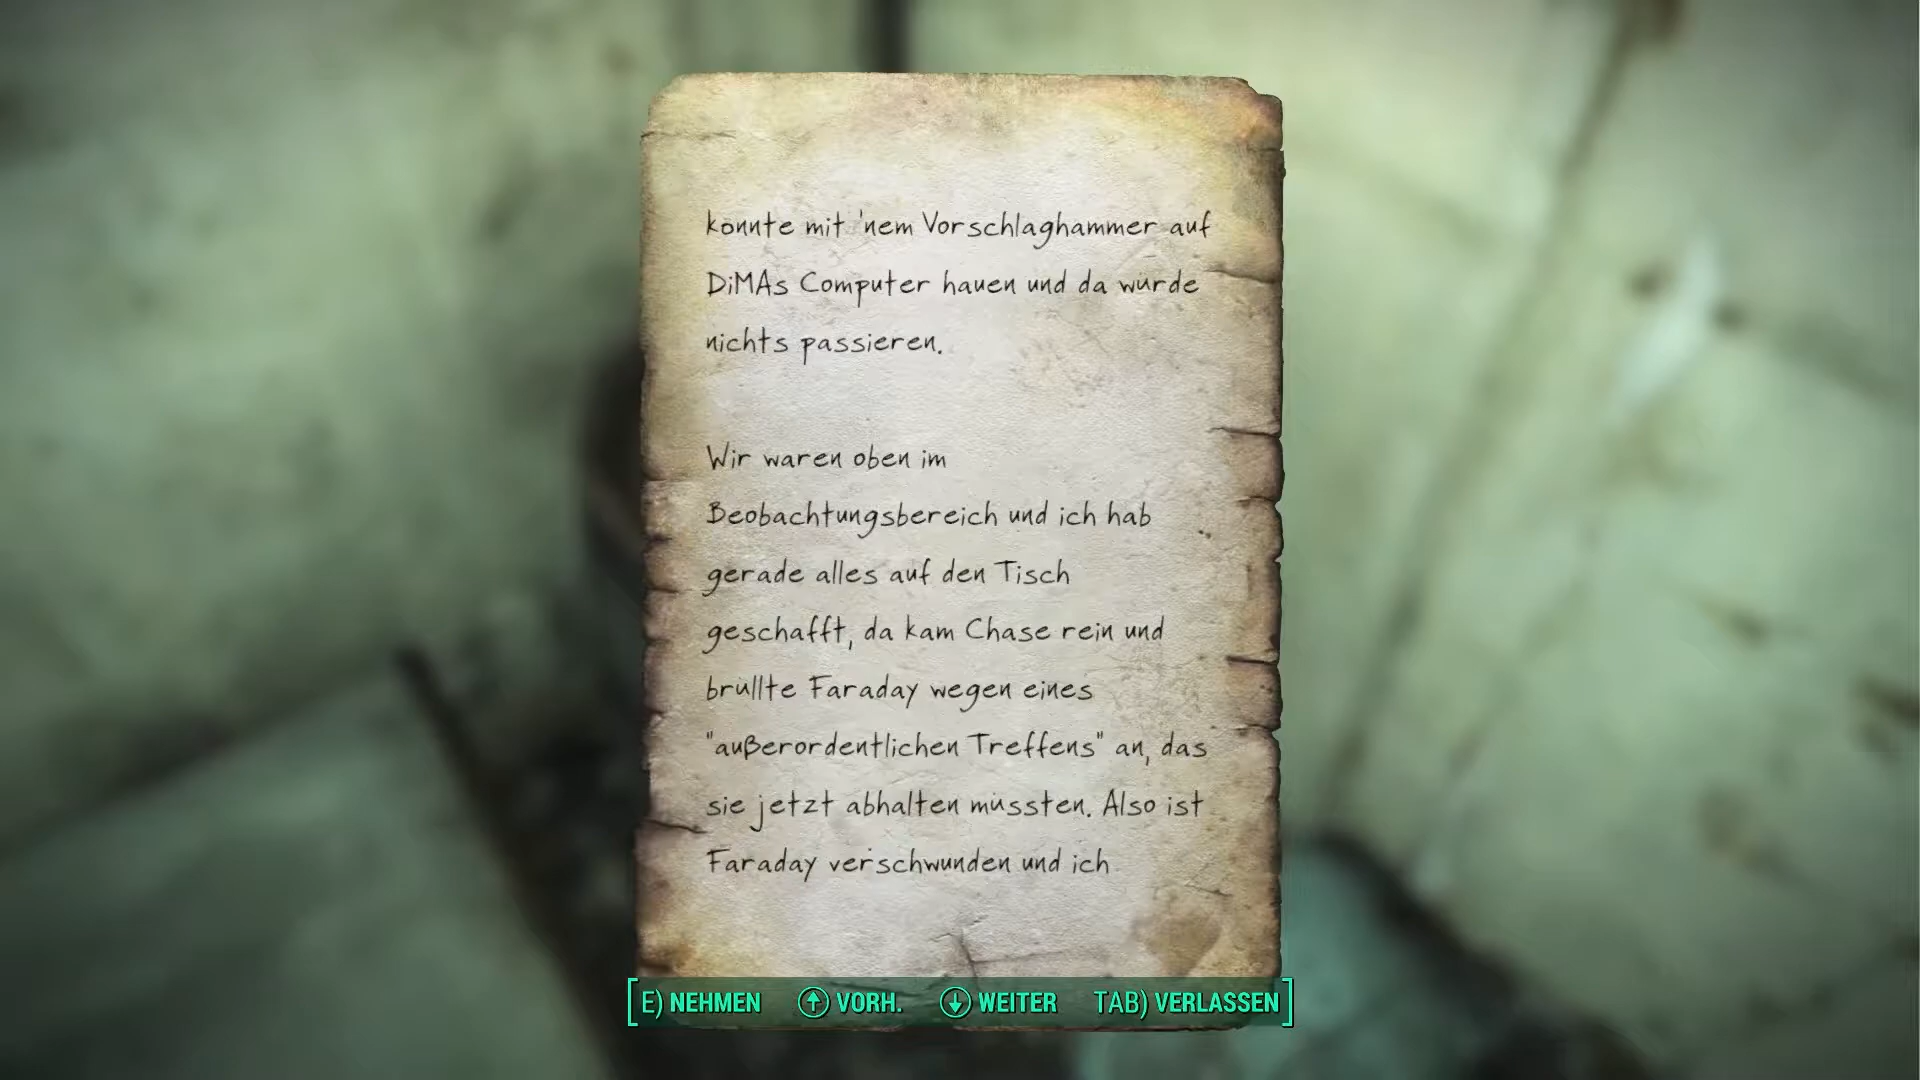 könnte mit 'nem Vorschlaghammer auf
DiMAs Computer hauen und da würde
nichts passieren.
Wir waren oben im
Beobachtungsbereich und ich hab
gerade alles auf den Tisch
geschafft, da kam Chase rein und
brüllte Faraday wegen eines
"außerordentlichen Treffens" an, das
sie jetzt abhalten müssten. Also ist
Faraday verschwunden und ich
E) NEHMEN VORH. WEITER TAB) VERLASSEN